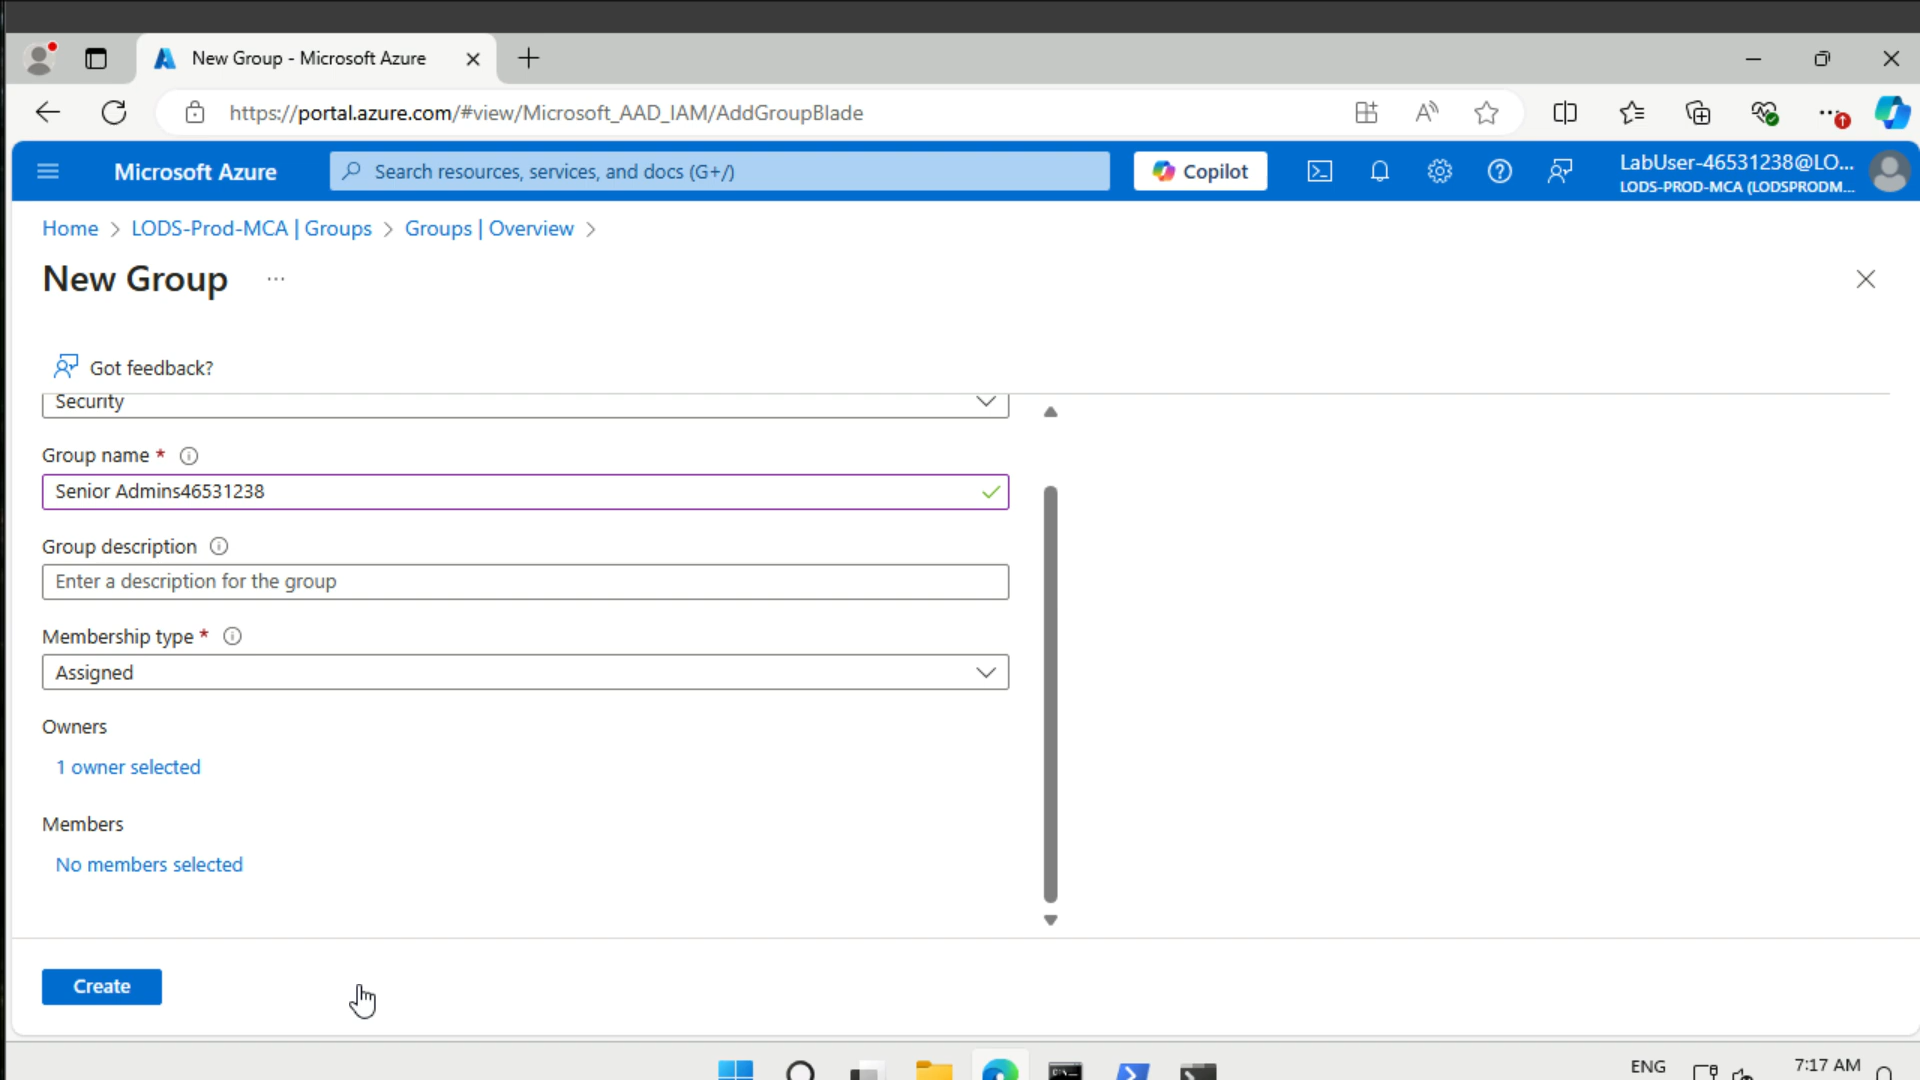 New Group - Microsoft Azure
https://portal.azure.com/#view/Microsoft_AAD_IAM/AddGroupBlade
Microsoft Azure
Search resources, services, and docs (G+/)
Copilot
LabUser-46531238@LO...
LODS-PROD-MCA (LODSPRODM...
Home > LODS-Prod-MCA | Groups > Groups | Overview >
New Group ...
Got feedback?
Security
Group name *
Senior Admins46531238
Group description
Enter a description for the group
Membership type *
Assigned
Owners
1 owner selected
Members
No members selected
Create
ENG
7:17 AM